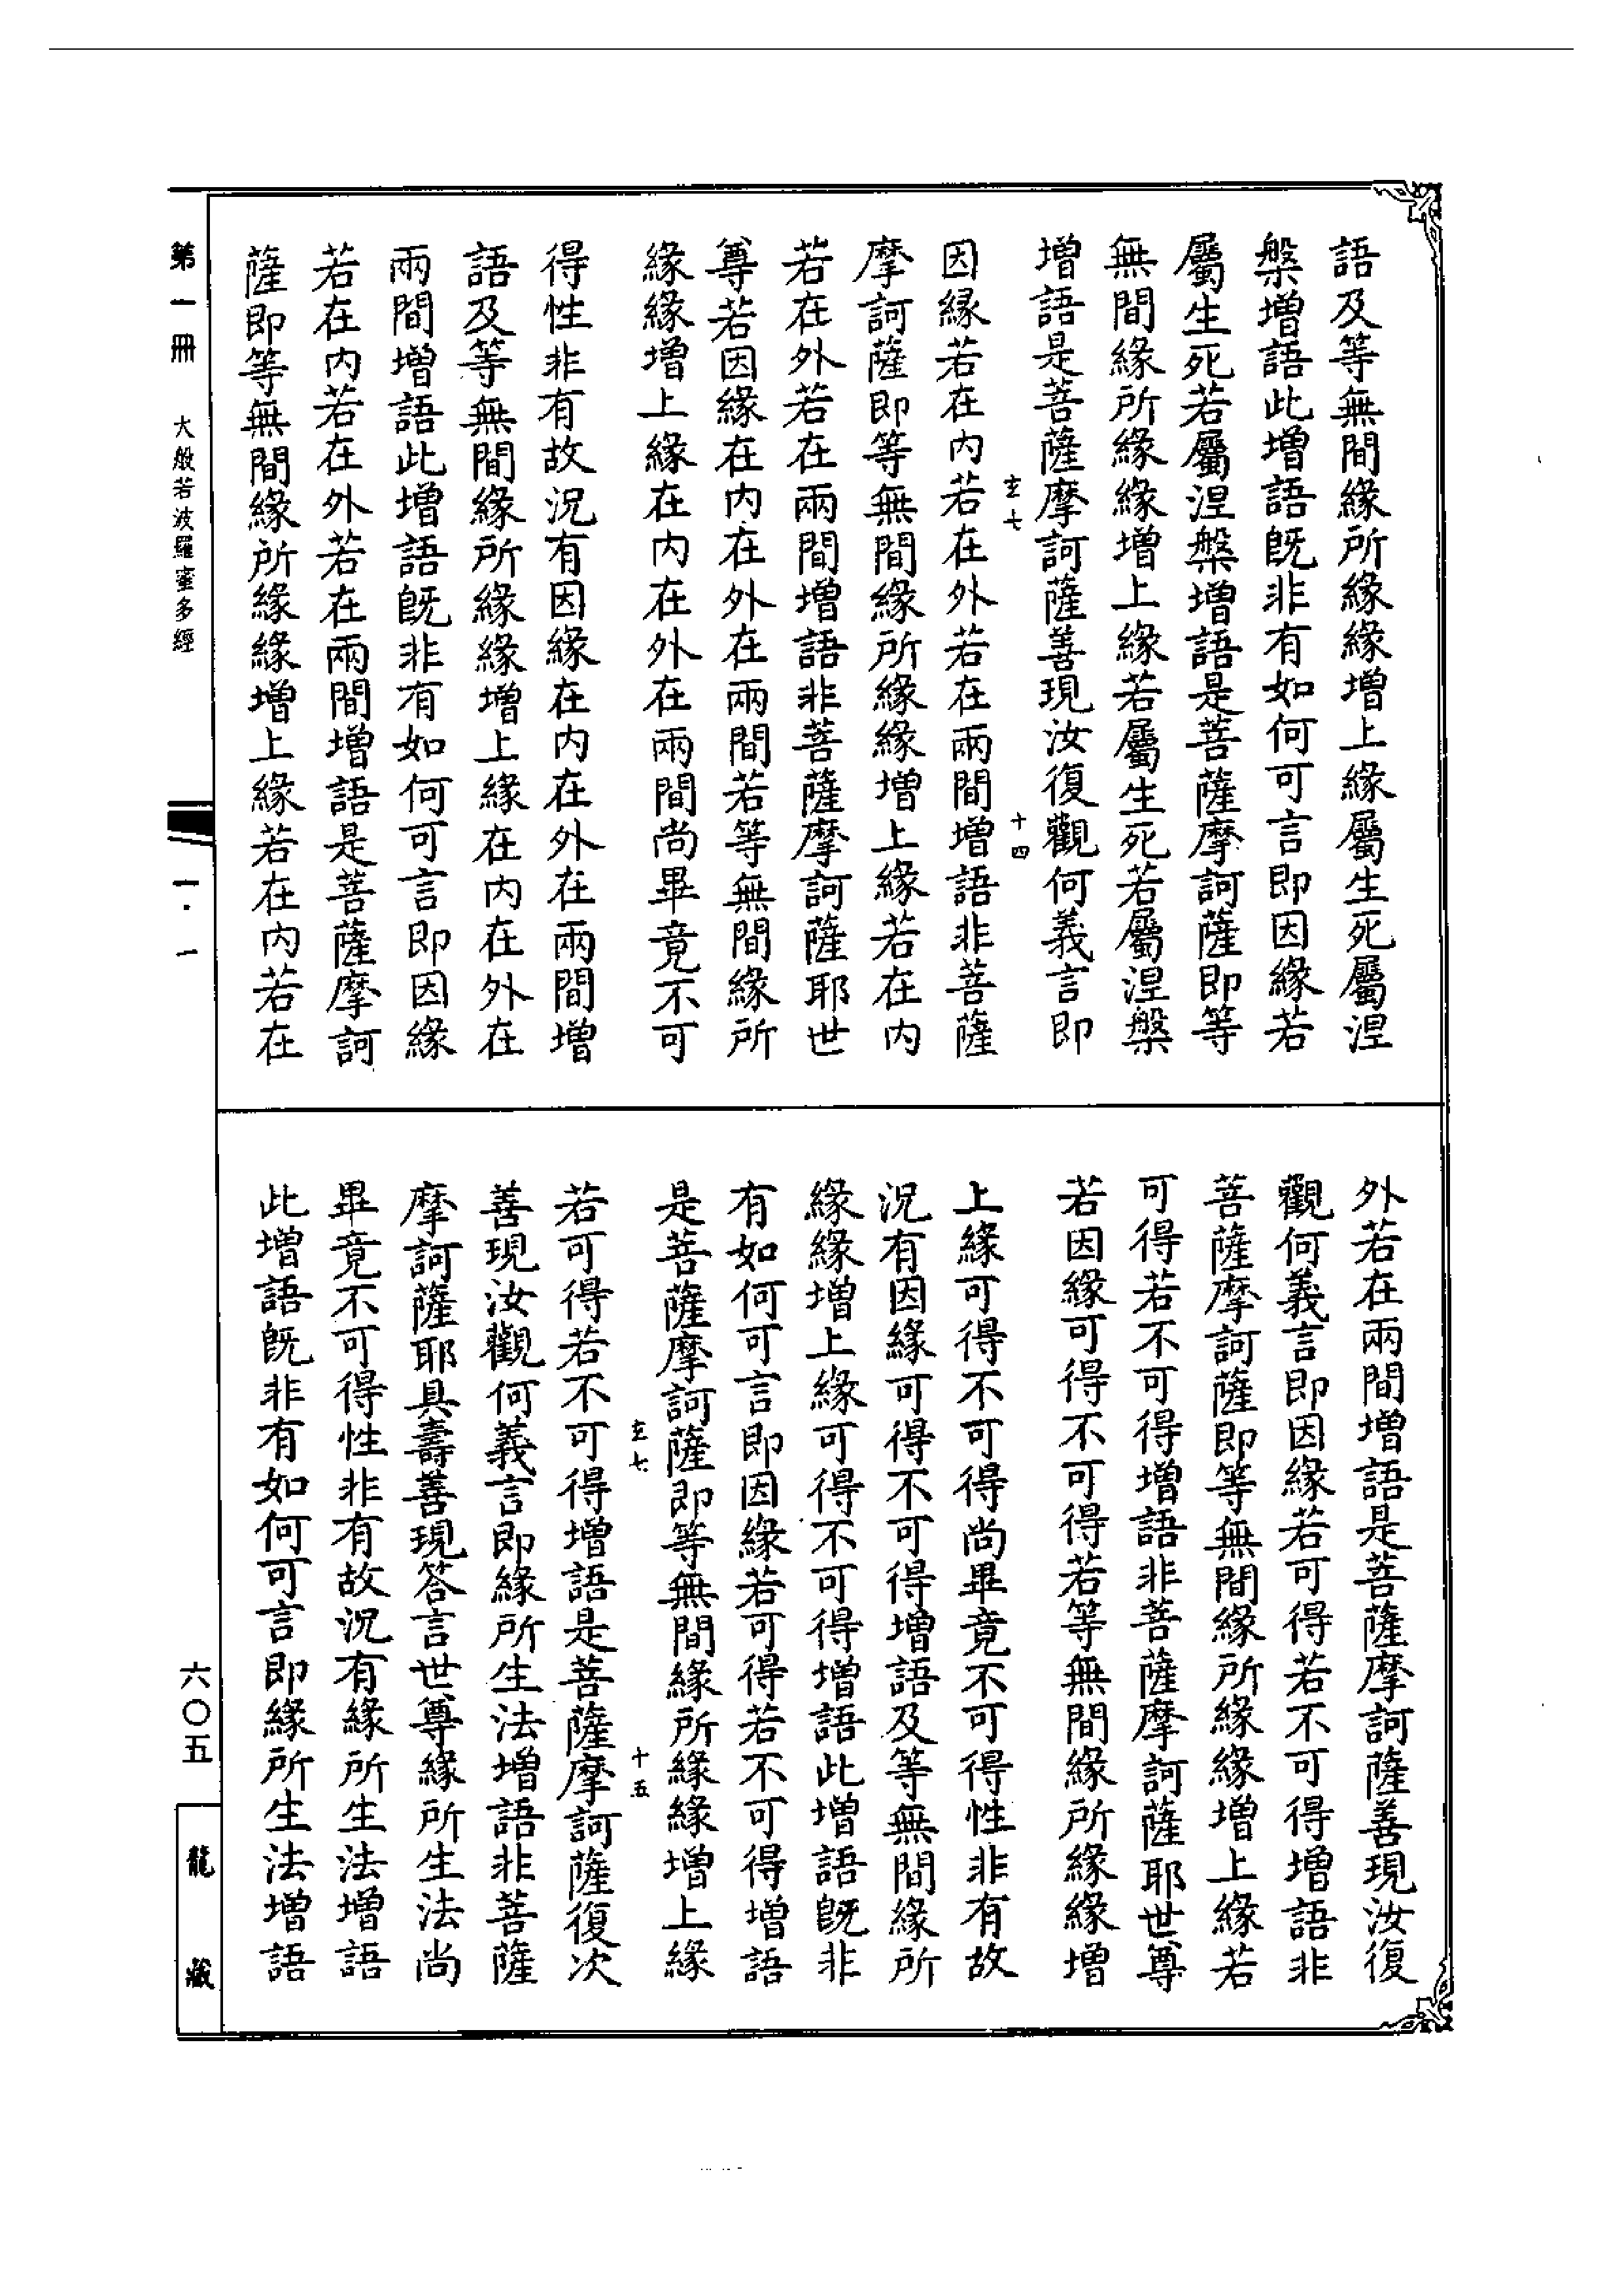 語及等無間緣所緣緣增上緣屬生死屬涅
槃增語此增語旣非有如何可言即因緣若
屬生死若屬涅槃增語是菩薩摩訶薩即等
無間緣所緣緣增上緣若屬生死若屬涅槃
增語是菩薩摩訶薩善現汝復觀何義言即
玄七
十四
因緣若在內若在外若在兩間增語非菩薩
摩訶薩即等無間緣所緣緣增上緣若在內
若在外若在兩間增語非菩薩摩訶薩耶世
尊若因緣在內在外在兩間若等無間緣所
緣緣增上緣在內在外在兩間尚畢竟不可
得性非有故況有因緣在內在外在兩間增
語及等無間緣所緣緣增上緣在內在外在
兩間增語此增語旣非有如何可言即因緣
若在內若在外若在兩間增語是菩薩摩訶
薩即等無間緣所緣緣增上緣若在內若在
外若在兩間增語是菩薩摩訶薩善現汝復
觀何義言即因緣若可得若不可得增語非
菩薩摩訶薩即等無間緣所緣緣增上緣若
可得若不可得增語非菩薩摩訶薩耶世尊
若因緣可得不可得若等無間緣所緣緣增
上緣可得不可得尚畢竟不可得性非有故
況有因緣可得不可得增語及等無間緣所
緣緣增上緣可得不可得增語此增語旣非
有如何可言即因緣若可得若不可得增語
是菩薩摩訶薩即等無間緣所緣緣增上緣
玄七
十五
若可得若不可得增語是菩薩摩訶薩復次
善現汝觀何義言即緣所生法增語非菩薩
摩訶薩耶具壽善現答言世尊緣所生法尚
畢竟不可得性非有故況有緣所生法增語
此增語旣非有如何可言即緣所生法增語
第一冊 大般若波羅蜜多經
一·一
六〇五
龍藏